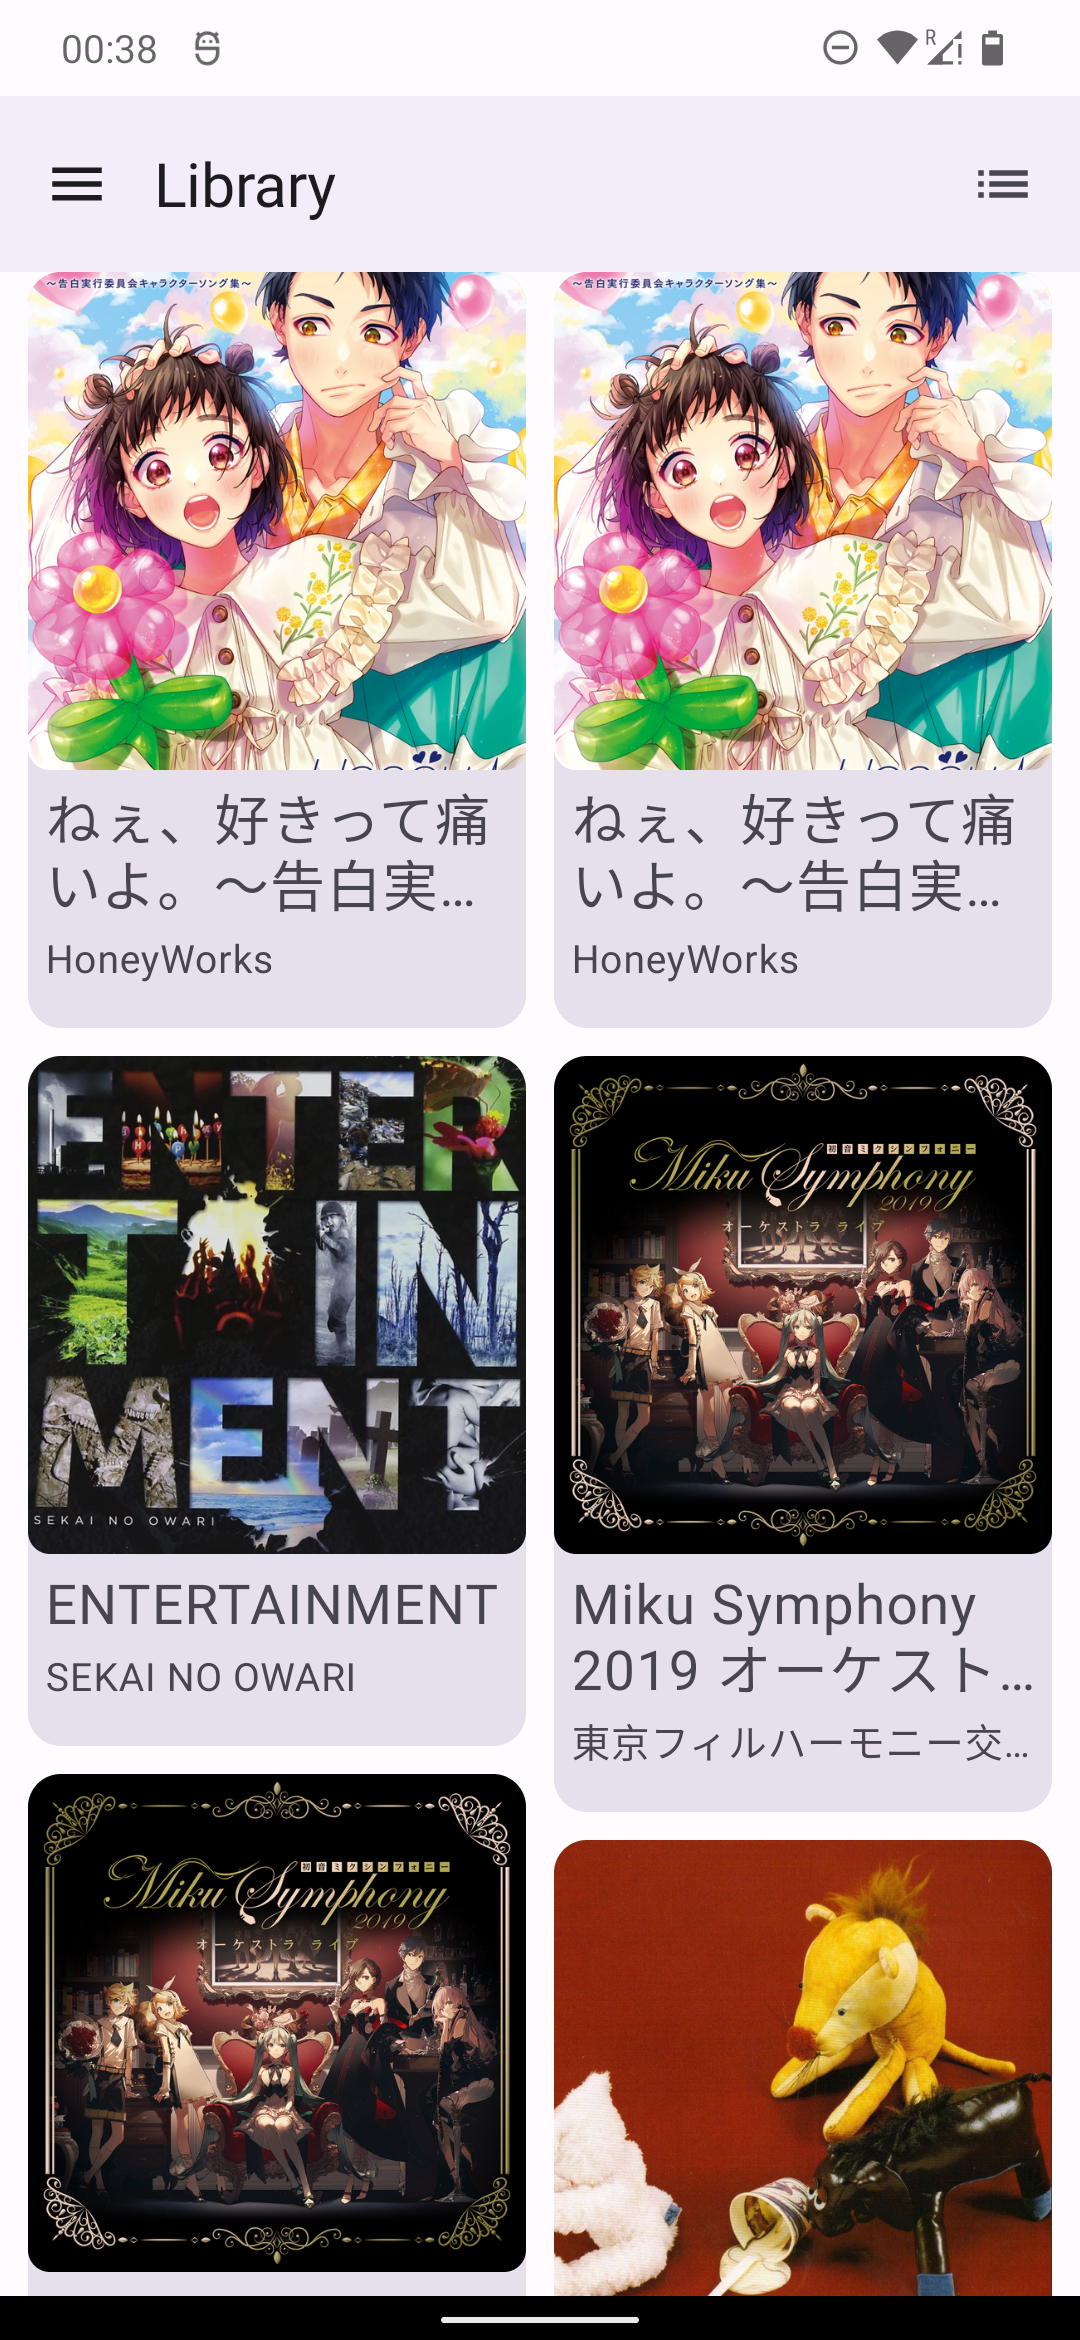 00:38
R
Library
～告白実行委員会キャラクターソング集～
～告白実行委員会キャラクターソング集～
ねぇ、好きって痛
いよ。～告白実…
HoneyWorks
ねぇ、好きって痛
いよ。～告白実…
HoneyWorks
ENTER
T IN
MENT
SEKAI NO OWARI
ENTERTAINMENT
SEKAI NO OWARI
初音ミクシンフォニー
Miku Symphony
2019
オーケストラ ライブ
Miku Symphony
2019 オーケスト…
東京フィルハーモニー交…
初音ミクシンフォニー
Miku Symphony
2019
オーケストラ ライブ